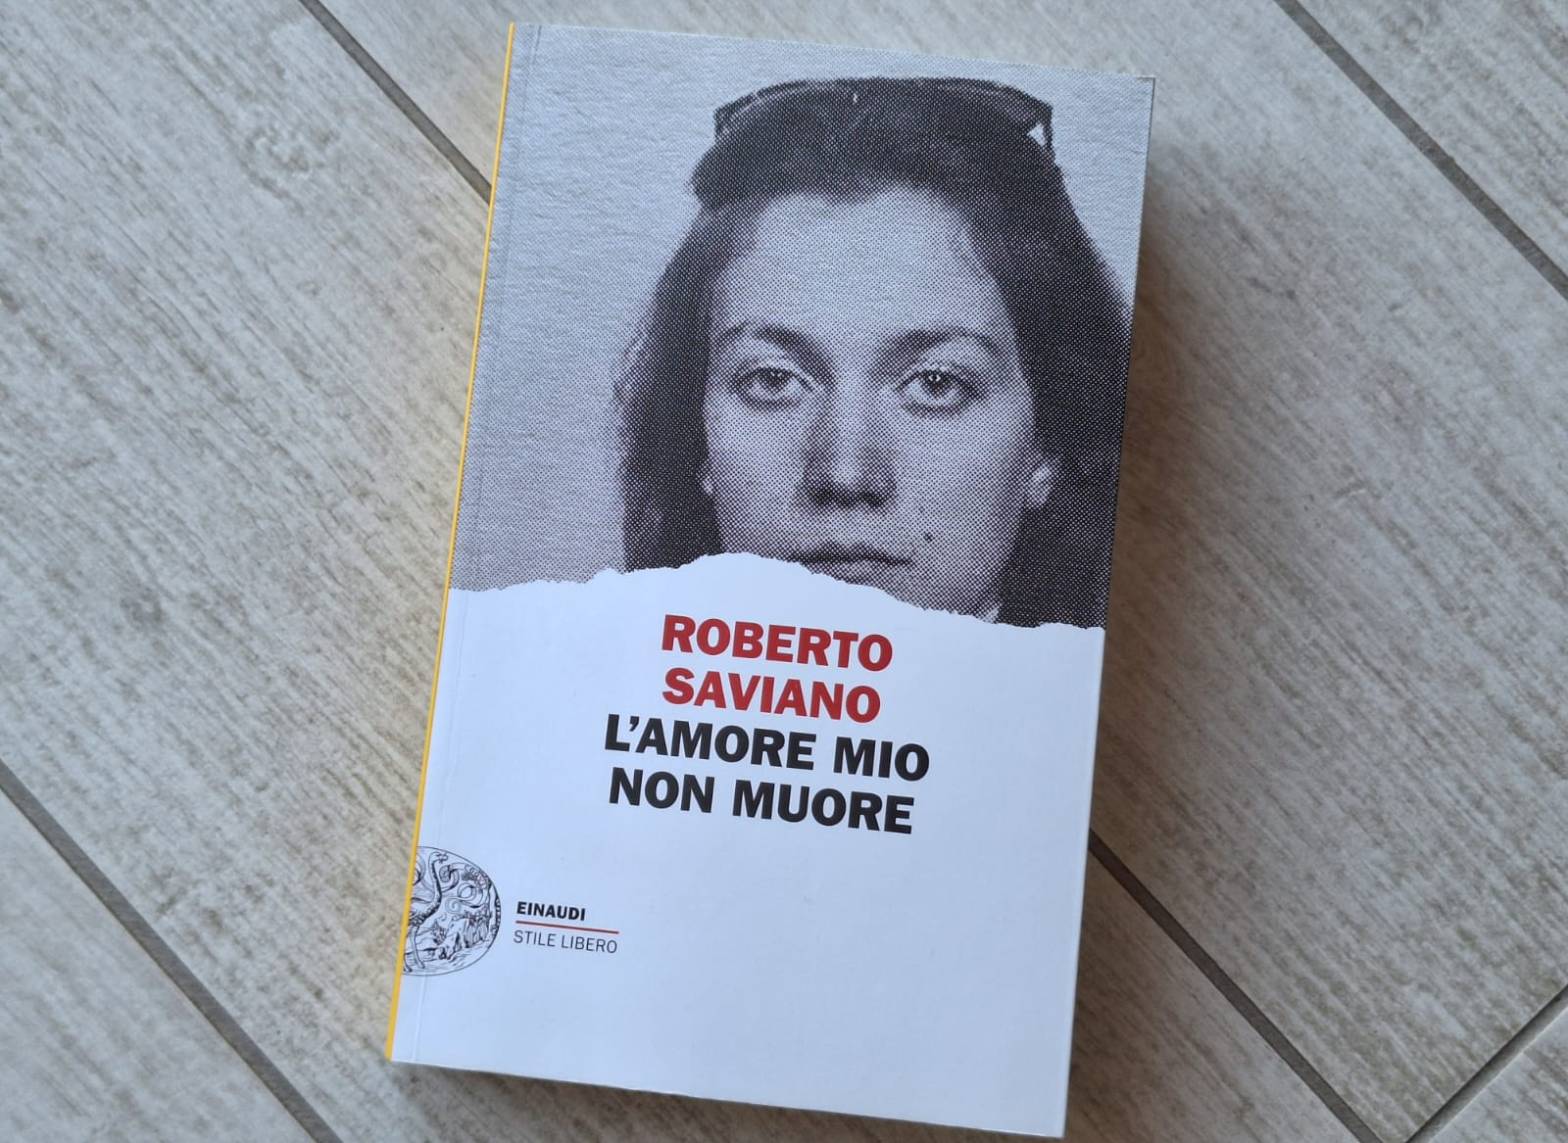 ROBERTO
SAVIANO
L'AMORE MIO
NON MUORE
EINAUDI
STILE LIBERO